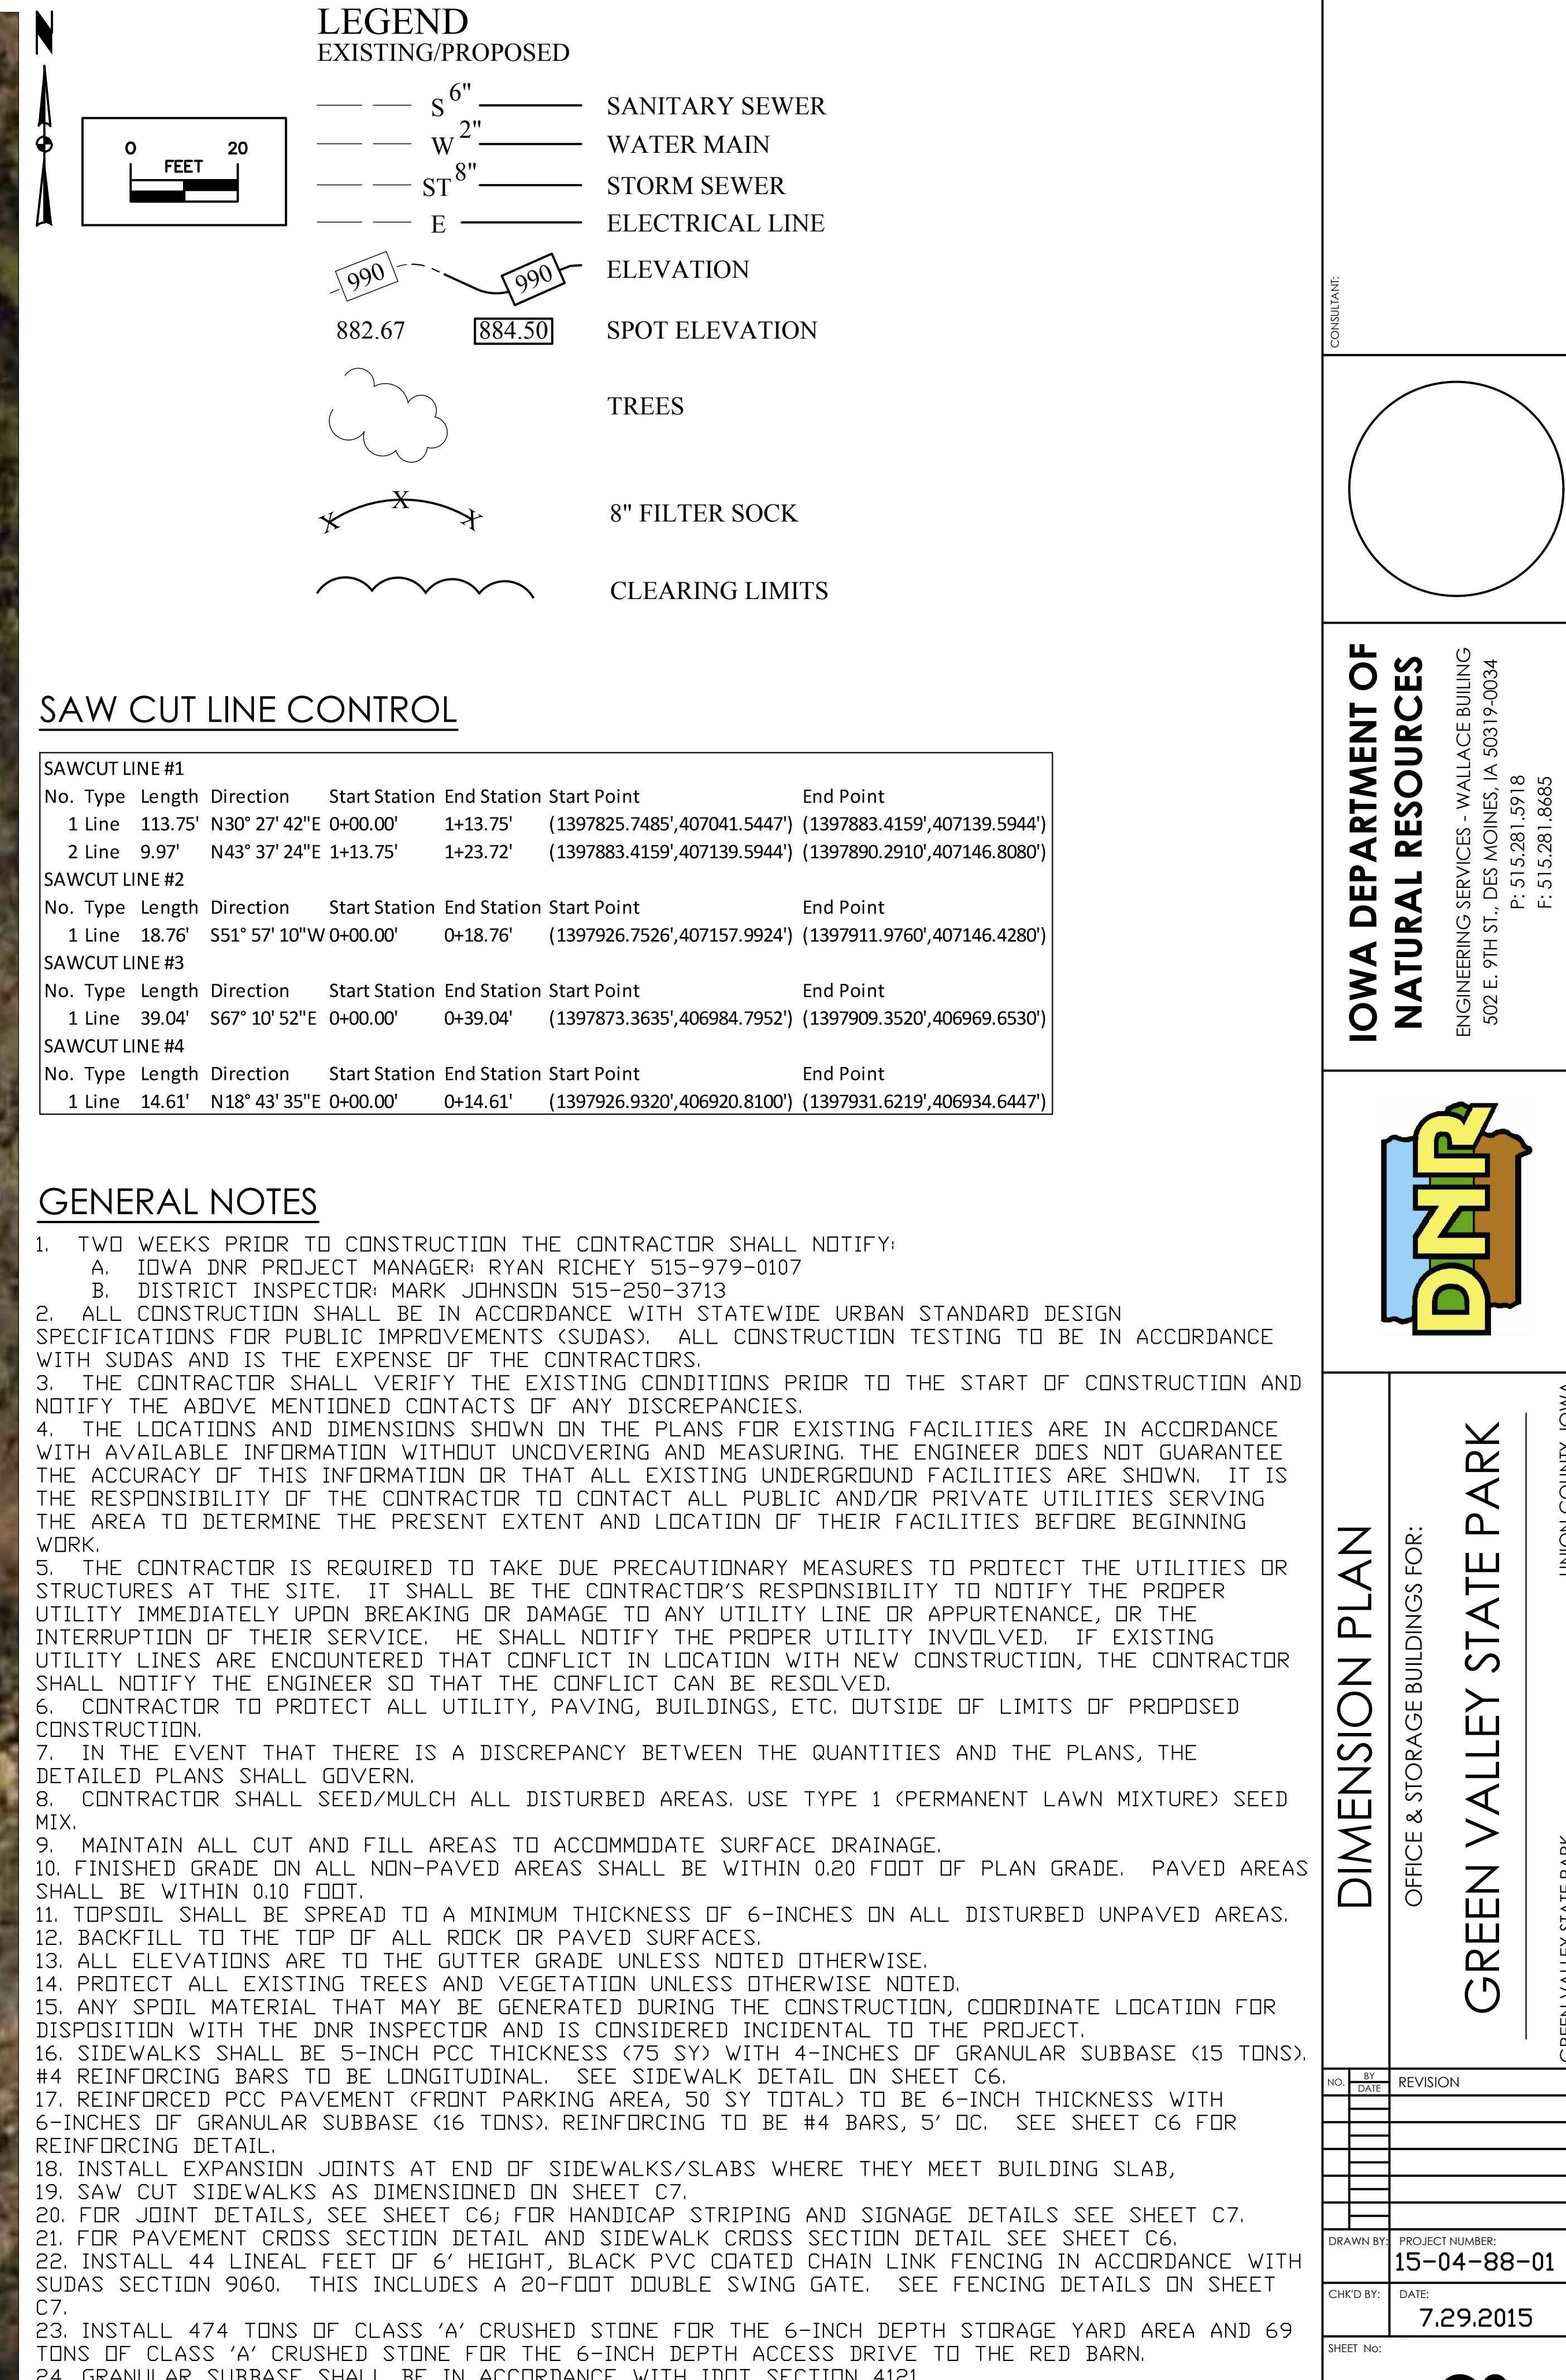 N
0 20
FEET
LEGEND
EXISTING/PROPOSED
S 6" SANITARY SEWER
W 2" WATER MAIN
ST 8" STORM SEWER
E ELECTRICAL LINE
990 990 ELEVATION
882.67 884.50 SPOT ELEVATION
TREES
X X X 8" FILTER SOCK
CLEARING LIMITS
SAW CUT LINE CONTROL
SAWCUT LINE #1
No. Type Length Direction Start Station End Station Start Point End Point
1 Line 113.75' N30° 27' 42"E 0+00.00' 1+13.75' (1397825.7485',407041.5447') (1397883.4159',407139.5944')
2 Line 9.97' N43° 37' 24"E 1+13.75' 1+23.72' (1397883.4159',407139.5944') (1397890.2910',407146.8080')
SAWCUT LINE #2
No. Type Length Direction Start Station End Station Start Point End Point
1 Line 18.76' S51° 57' 10"W 0+00.00' 0+18.76' (1397926.7526',407157.9924') (1397911.9760',407146.4280')
SAWCUT LINE #3
No. Type Length Direction Start Station End Station Start Point End Point
1 Line 39.04' S67° 10' 52"E 0+00.00' 0+39.04' (1397873.3635',406984.7952') (1397909.3520',406969.6530')
SAWCUT LINE #4
No. Type Length Direction Start Station End Station Start Point End Point
1 Line 14.61' N18° 43' 35"E 0+00.00' 0+14.61' (1397926.9320',406920.8100') (1397931.6219',406934.6447')
GENERAL NOTES
1. TWO WEEKS PRIOR TO CONSTRUCTION THE CONTRACTOR SHALL NOTIFY:
A. IOWA DNR PROJECT MANAGER: RYAN RICHEY 515-979-0107
B. DISTRICT INSPECTOR: MARK JOHNSON 515-250-3713
2. ALL CONSTRUCTION SHALL BE IN ACCORDANCE WITH STATEWIDE URBAN STANDARD DESIGN
SPECIFICATIONS FOR PUBLIC IMPROVEMENTS (SUDAS). ALL CONSTRUCTION TESTING TO BE IN ACCORDANCE
WITH SUDAS AND IS THE EXPENSE OF THE CONTRACTORS.
3. THE CONTRACTOR SHALL VERIFY THE EXISTING CONDITIONS PRIOR TO THE START OF CONSTRUCTION AND
NOTIFY THE ABOVE MENTIONED CONTACTS OF ANY DISCREPANCIES.
4. THE LOCATIONS AND DIMENSIONS SHOWN ON THE PLANS FOR EXISTING FACILITIES ARE IN ACCORDANCE
WITH AVAILABLE INFORMATION WITHOUT UNCOVERING AND MEASURING. THE ENGINEER DOES NOT GUARANTEE
THE ACCURACY OF THIS INFORMATION OR THAT ALL EXISTING UNDERGROUND FACILITIES ARE SHOWN. IT IS
THE RESPONSIBILITY OF THE CONTRACTOR TO CONTACT ALL PUBLIC AND/OR PRIVATE UTILITIES SERVING
THE AREA TO DETERMINE THE PRESENT EXTENT AND LOCATION OF THEIR FACILITIES BEFORE BEGINNING
WORK.
5. THE CONTRACTOR IS REQUIRED TO TAKE DUE PRECAUTIONARY MEASURES TO PROTECT THE UTILITIES OR
STRUCTURES AT THE SITE. IT SHALL BE THE CONTRACTOR'S RESPONSIBILITY TO NOTIFY THE PROPER
UTILITY IMMEDIATELY UPON BREAKING OR DAMAGE TO ANY UTILITY LINE OR APPURTENANCE, OR THE
INTERRUPTION OF THEIR SERVICE. HE SHALL NOTIFY THE PROPER UTILITY INVOLVED. IF EXISTING
UTILITY LINES ARE ENCOUNTERED THAT CONFLICT IN LOCATION WITH NEW CONSTRUCTION, THE CONTRACTOR
SHALL NOTIFY THE ENGINEER SO THAT THE CONFLICT CAN BE RESOLVED.
6. CONTRACTOR TO PROTECT ALL UTILITY, PAVING, BUILDINGS, ETC. OUTSIDE OF LIMITS OF PROPOSED
CONSTRUCTION.
7. IN THE EVENT THAT THERE IS A DISCREPANCY BETWEEN THE QUANTITIES AND THE PLANS, THE
DETAILED PLANS SHALL GOVERN.
8. CONTRACTOR SHALL SEED/MULCH ALL DISTURBED AREAS. USE TYPE 1 (PERMANENT LAWN MIXTURE) SEED
MIX.
9. MAINTAIN ALL CUT AND FILL AREAS TO ACCOMMODATE SURFACE DRAINAGE.
10. FINISHED GRADE ON ALL NON-PAVED AREAS SHALL BE WITHIN 0.20 FOOT OF PLAN GRADE. PAVED AREAS
SHALL BE WITHIN 0.10 FOOT.
11. TOPSOIL SHALL BE SPREAD TO A MINIMUM THICKNESS OF 6-INCHES ON ALL DISTURBED UNPAVED AREAS.
12. BACKFILL TO THE TOP OF ALL ROCK OR PAVED SURFACES.
13. ALL ELEVATIONS ARE TO THE GUTTER GRADE UNLESS NOTED OTHERWISE.
14. PROTECT ALL EXISTING TREES AND VEGETATION UNLESS OTHERWISE NOTED.
15. ANY SPOIL MATERIAL THAT MAY BE GENERATED DURING THE CONSTRUCTION, COORDINATE LOCATION FOR
DISPOSITION WITH THE DNR INSPECTOR AND IS CONSIDERED INCIDENTAL TO THE PROJECT.
16. SIDEWALKS SHALL BE 5-INCH PCC THICKNESS (75 SY) WITH 4-INCHES OF GRANULAR SUBBASE (15 TONS).
#4 REINFORCING BARS TO BE LONGITUDINAL. SEE SIDEWALK DETAIL ON SHEET C6.
17. REINFORCED PCC PAVEMENT (FRONT PARKING AREA, 50 SY TOTAL) TO BE 6-INCH THICKNESS WITH
6-INCHES OF GRANULAR SUBBASE (16 TONS). REINFORCING TO BE #4 BARS, 5' OC. SEE SHEET C6 FOR
REINFORCING DETAIL.
18. INSTALL EXPANSION JOINTS AT END OF SIDEWALKS/SLABS WHERE THEY MEET BUILDING SLAB,
19. SAW CUT SIDEWALKS AS DIMENSIONED ON SHEET C7.
20. FOR JOINT DETAILS, SEE SHEET C6; FOR HANDICAP STRIPING AND SIGNAGE DETAILS SEE SHEET C7.
21. FOR PAVEMENT CROSS SECTION DETAIL AND SIDEWALK CROSS SECTION DETAIL SEE SHEET C6.
22. INSTALL 44 LINEAL FEET OF 6' HEIGHT, BLACK PVC COATED CHAIN LINK FENCING IN ACCORDANCE WITH
SUDAS SECTION 9060. THIS INCLUDES A 20-FOOT DOUBLE SWING GATE. SEE FENCING DETAILS ON SHEET
C7.
23. INSTALL 474 TONS OF CLASS 'A' CRUSHED STONE FOR THE 6-INCH DEPTH STORAGE YARD AREA AND 69
TONS OF CLASS 'A' CRUSHED STONE FOR THE 6-INCH DEPTH ACCESS DRIVE TO THE RED BARN.
24. GRANULAR SUBBASE SHALL BE IN ACCORDANCE WITH IDOT SECTION 4121.
CONSULTANT:
IOWA DEPARTMENT OF
NATURAL RESOURCES
ENGINEERING SERVICES - WALLACE BUILING
502 E. 9TH ST., DES MOINES, IA 50319-0034
P: 515.281.5918
F: 515.281.8685
DNR
DIMENSION PLAN
OFFICE & STORAGE BUILDINGS FOR:
GREEN VALLEY STATE PARK
GREEN VALLEY STATE PARK UNION COUNTY, IOWA
NO. BY DATE REVISION
DRAWN BY: PROJECT NUMBER:
15-04-88-01
CHK'D BY: DATE:
7.29.2015
SHEET No: